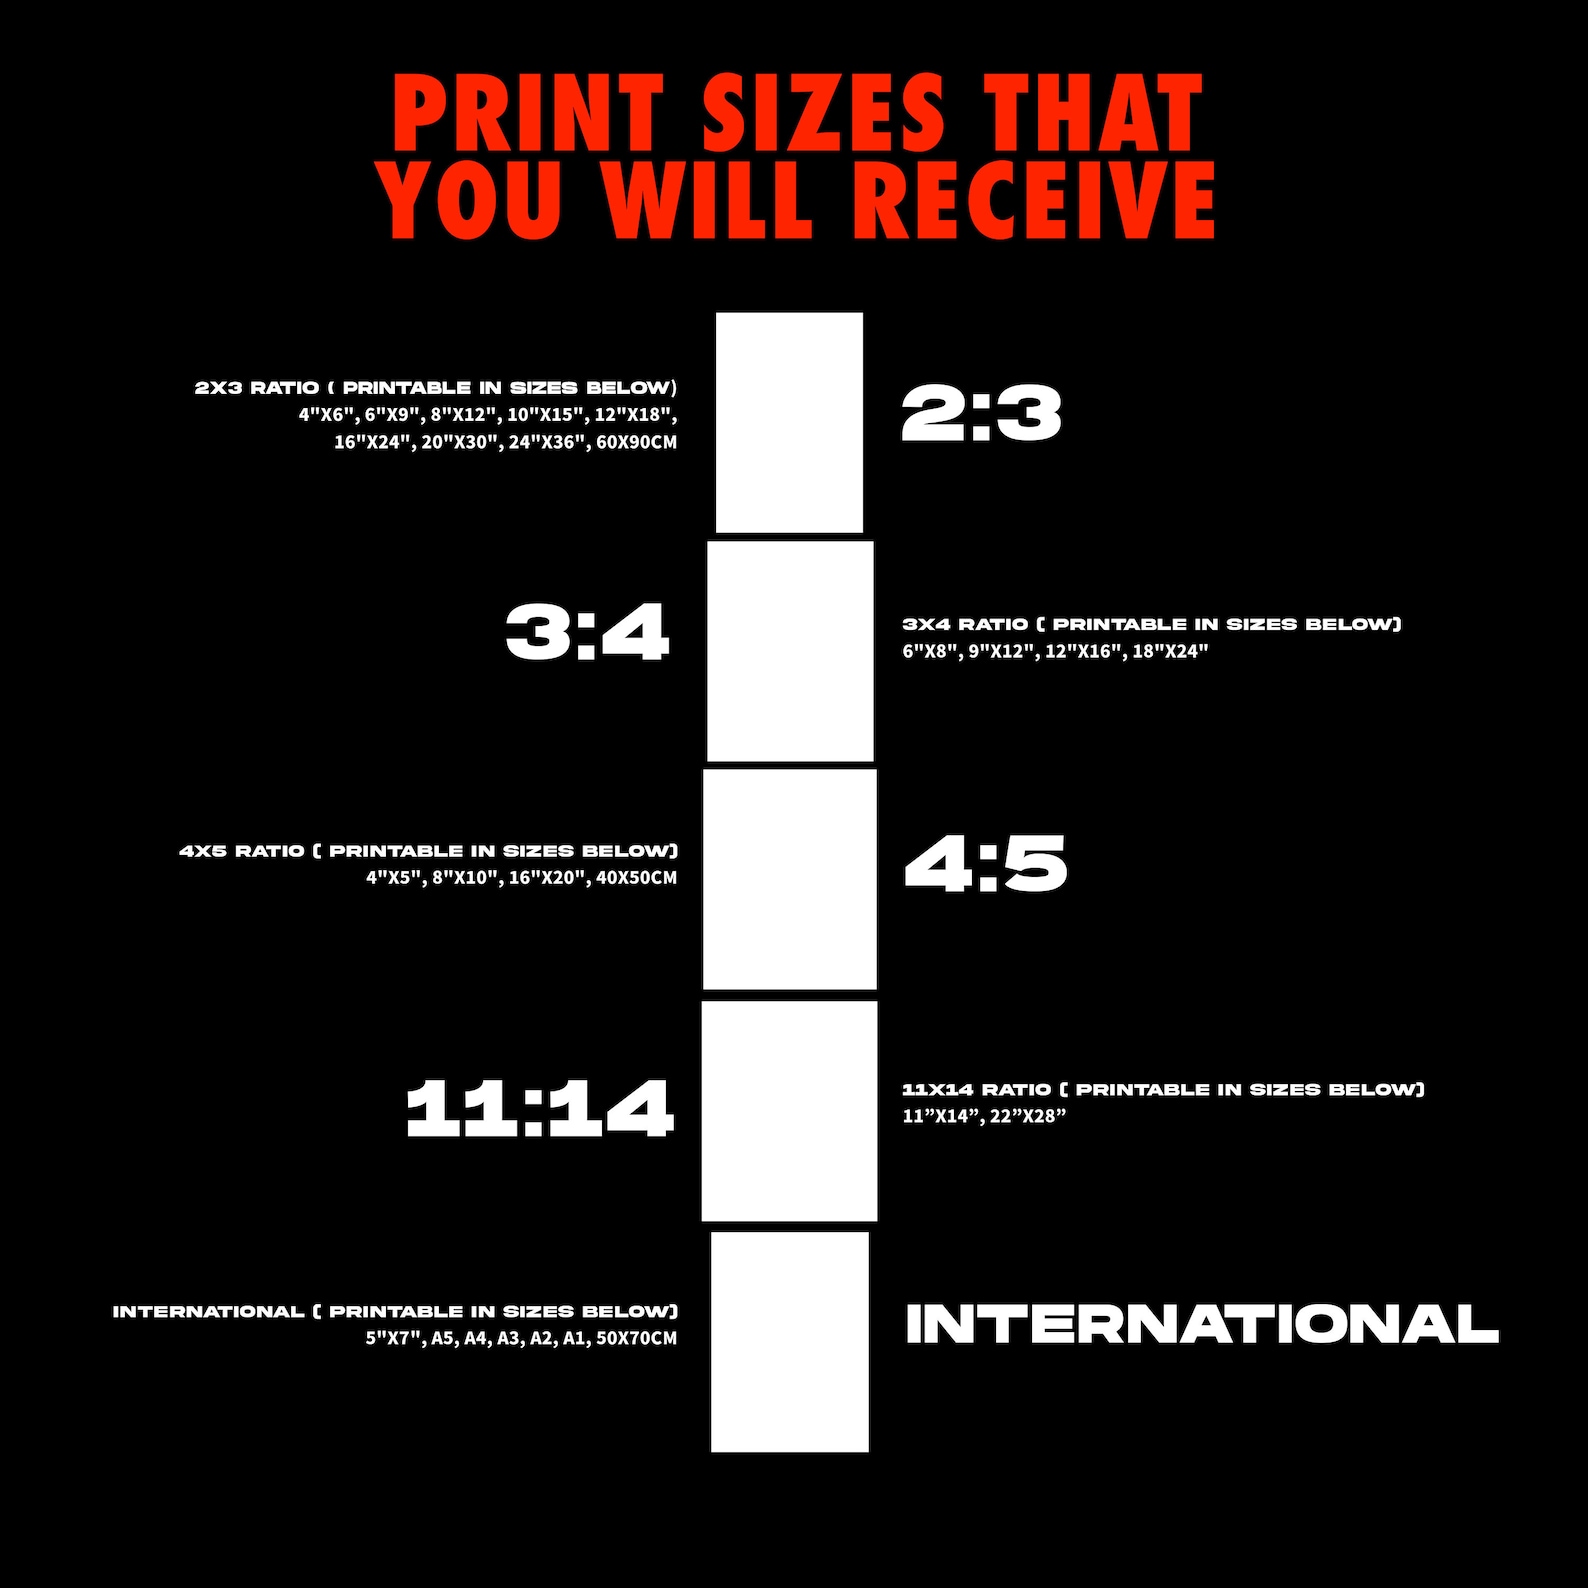 PRINT SIZES THAT
YOU WILL RECEIVE
2X3 RATIO ( PRINTABLE IN SIZES BELOW)
4"X6", 6"X9", 8"X12", 10"X15", 12"X18",
16"X24", 20"X30", 24"X36", 60X90CM
2:3
3:4
3X4 RATIO ( PRINTABLE IN SIZES BELOW)
6"X8", 9"X12", 12"X16", 18"X24"
4X5 RATIO ( PRINTABLE IN SIZES BELOW)
4"X5", 8"X10", 16"X20", 40X50CM
4:5
11:14
11X14 RATIO ( PRINTABLE IN SIZES BELOW)
11”X14”, 22”X28”
INTERNATIONAL ( PRINTABLE IN SIZES BELOW)
5"X7", A5, A4, A3, A2, A1, 50X70CM
INTERNATIONAL